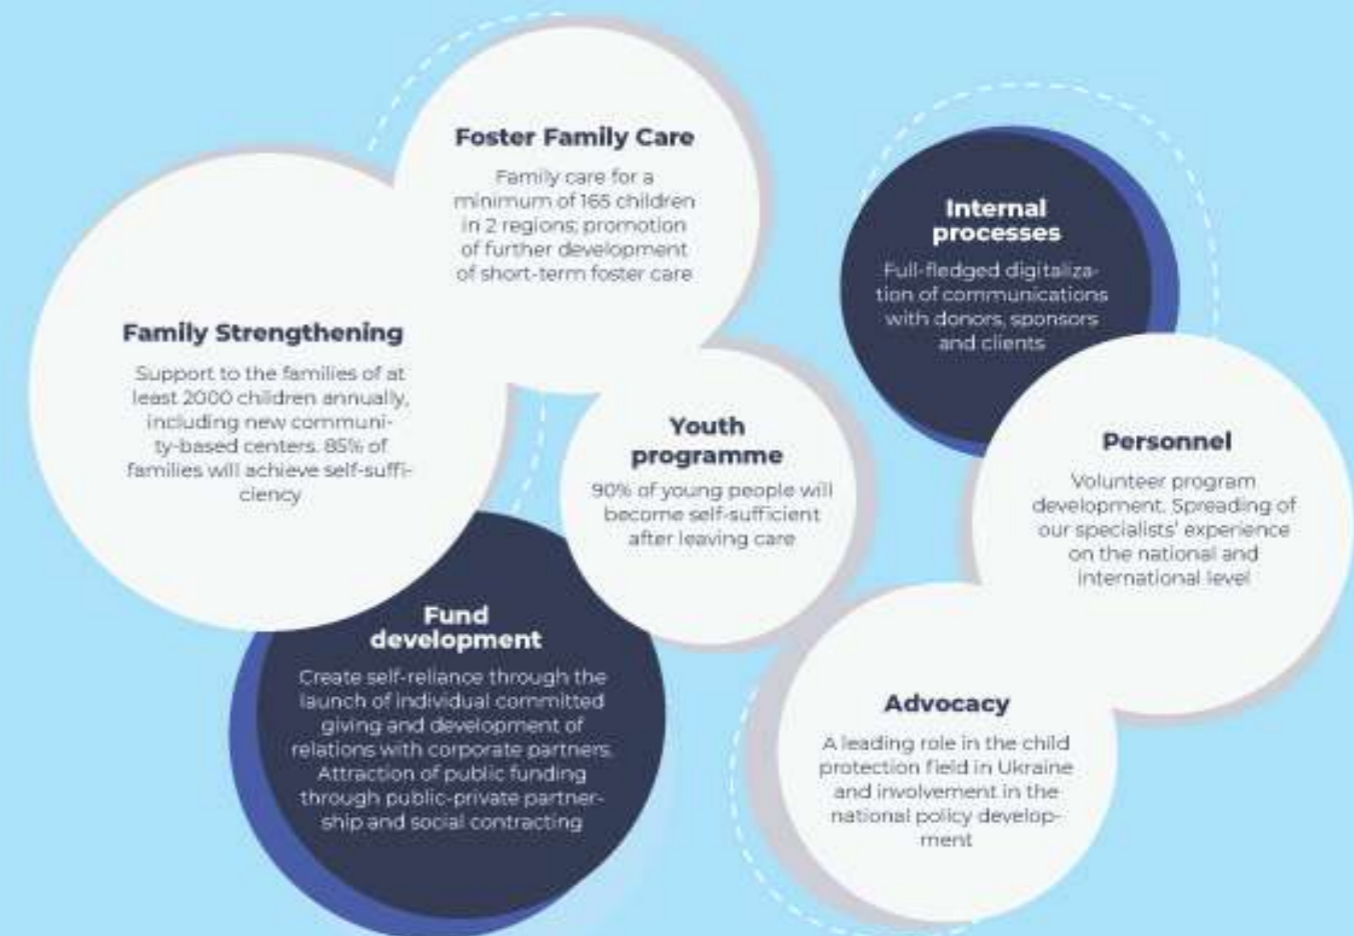 Foster Family Care
Family care for a
minimum of 165 children
in 2 regions; promotion
of further development
of short-term foster care
Internal
processes
Full-fledged digitaliza-
tion of communications
with donors, sponsors
and clients
Family Strengthening
Support to the families of at
least 2000 children annually,
including new communi-
ty-based centers. 85% of
families will achieve self-suffi-
ciency
Youth
programme
90% of young people will
become self-sufficient
after leaving care
Personnel
Volunteer program
development. Spreading of
our specialists' experience
on the national and
international level
Fund
development
Create self-reliance through the
launch of individual committed
giving and development of
relations with corporate partners.
Attraction of public funding
through public-private partner-
ship and social contracting
Advocacy
A leading role in the child
protection field in Ukraine
and involvement in the
national policy develop-
ment